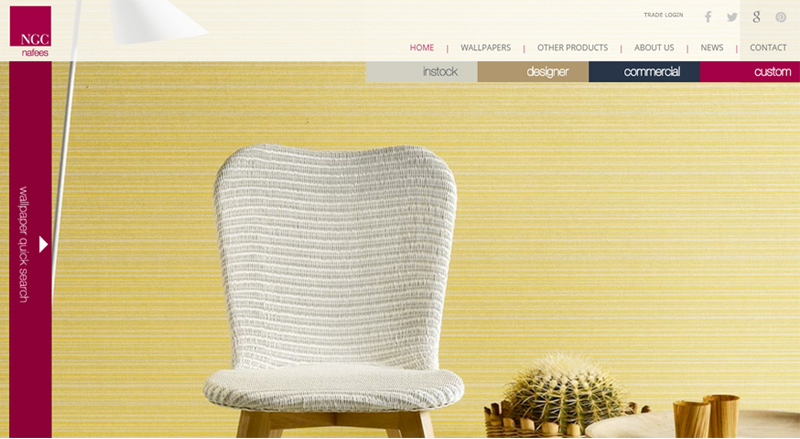 NGC
nafees
TRADE LOGIN
HOME | WALLPAPERS | OTHER PRODUCTS | ABOUT US | NEWS | CONTACT
instock designer commercial custom
wallpaper quick search